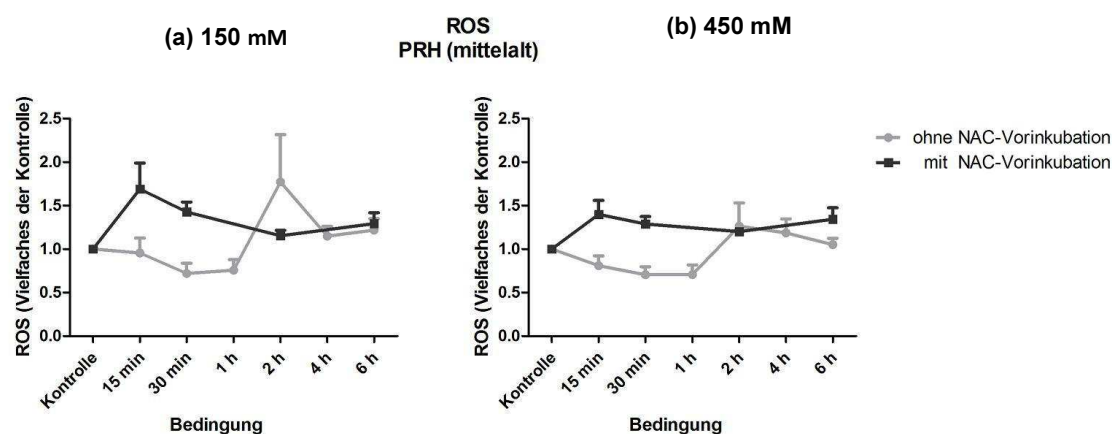 ROS
PRH (mittelalt)
(a) 150 mM
ROS (Vielfaches der Kontrolle)
2.5
2.0
1.5
1.0
0.5
0.0
Kontrolle
15 min
30 min
1 h
2 h
4 h
6 h
Bedingung
(b) 450 mM
ROS (Vielfaches der Kontrolle)
2.5
2.0
1.5
1.0
0.5
0.0
Kontrolle
15 min
30 min
1 h
2 h
4 h
6 h
Bedingung
ohne NAC-Vorinkubation
mit NAC-Vorinkubation